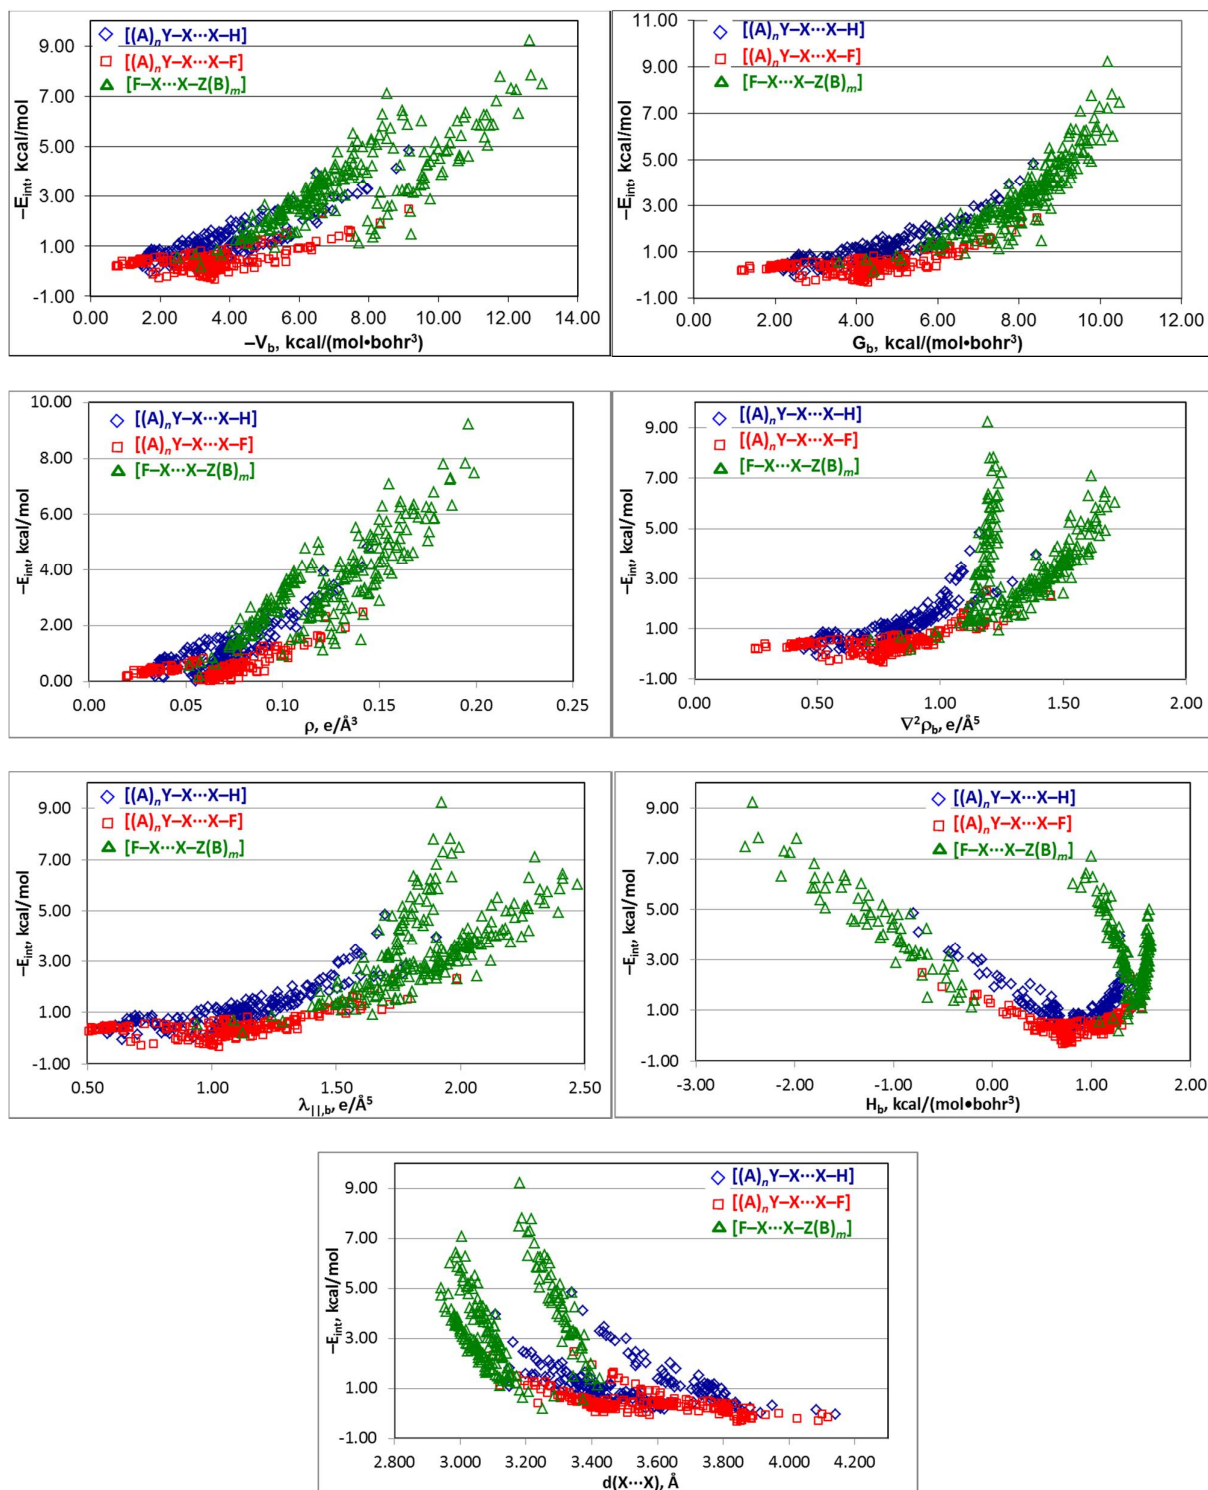 [(A)nY–X···X–H]
[(A)nY–X···X–F]
[F–X···X–Z(B)m]
–Eint, kcal/mol
9.00
7.00
5.00
3.00
1.00
-1.00
0.00 2.00 4.00 6.00 8.00 10.00 12.00 14.00
–Vb, kcal/(mol•bohr³)
[(A)nY–X···X–H]
[(A)nY–X···X–F]
[F–X···X–Z(B)m]
–Eint, kcal/mol
11.00
9.00
7.00
5.00
3.00
1.00
-1.00
0.00 2.00 4.00 6.00 8.00 10.00 12.00
Gb, kcal/(mol•bohr³)
[(A)nY–X···X–H]
[(A)nY–X···X–F]
[F–X···X–Z(B)m]
–Eint, kcal/mol
10.00
8.00
6.00
4.00
2.00
0.00
0.00 0.05 0.10 0.15 0.20 0.25
ρ, e/Å³
[(A)nY–X···X–H]
[(A)nY–X···X–F]
[F–X···X–Z(B)m]
–Eint, kcal/mol
9.00
7.00
5.00
3.00
1.00
-1.00
0.00 0.50 1.00 1.50 2.00
∇²ρb, e/Å⁵
[(A)nY–X···X–H]
[(A)nY–X···X–F]
[F–X···X–Z(B)m]
–Eint, kcal/mol
9.00
7.00
5.00
3.00
1.00
-1.00
0.50 1.00 1.50 2.00 2.50
λ||,b, e/Å⁵
[(A)nY–X···X–H]
[(A)nY–X···X–F]
[F–X···X–Z(B)m]
–Eint, kcal/mol
9.00
7.00
5.00
3.00
1.00
-1.00
-3.00 -2.00 -1.00 0.00 1.00 2.00
Hb, kcal/(mol•bohr³)
[(A)nY–X···X–H]
[(A)nY–X···X–F]
[F–X···X–Z(B)m]
–Eint, kcal/mol
9.00
7.00
5.00
3.00
1.00
-1.00
2.800 3.000 3.200 3.400 3.600 3.800 4.000 4.200
d(X···X), Å